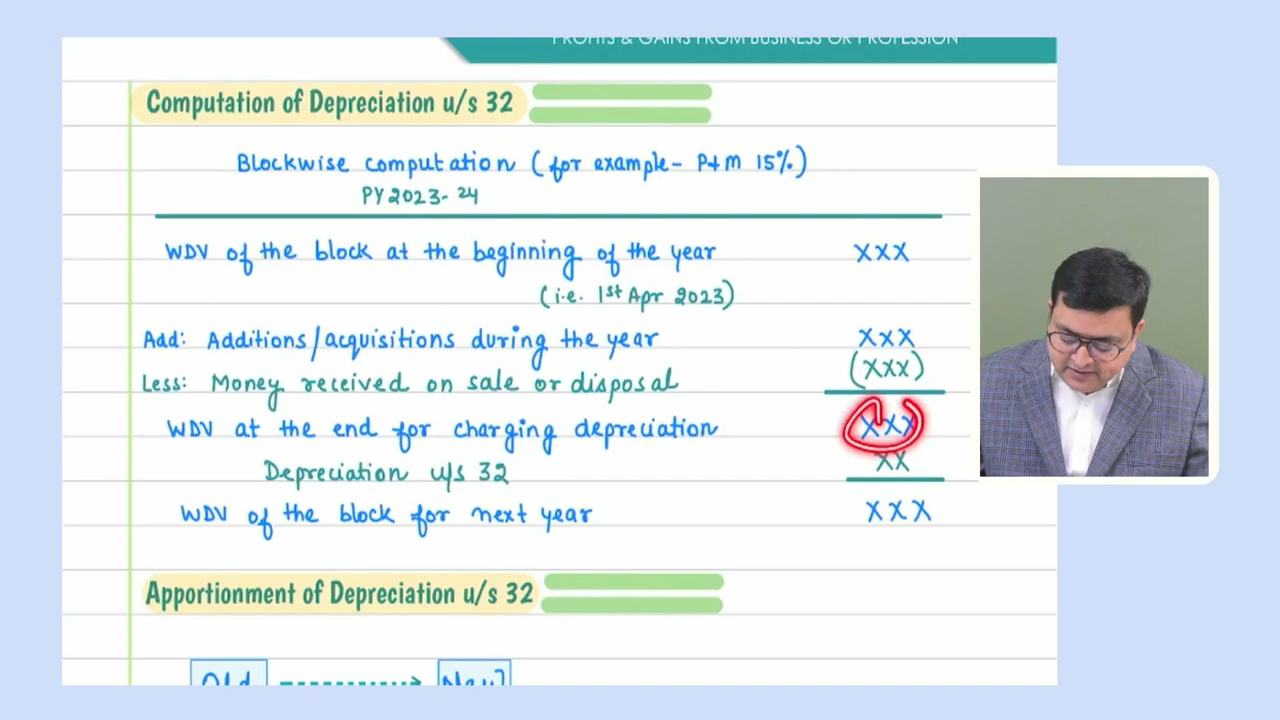 PROFITS & GAINS FROM BUSINESS OR PROFESSION
Computation of Depreciation u/s 32
Blockwise computation (for example- P+M 15%)
PY 2023-24
WDV of the block at the beginning of the year XXX
(i.e. 1st Apr 2023)
Add: Additions/acquisitions during the year XXX
Less: Money received on sale or disposal (XXX)
WDV at the end for charging depreciation XXX
Depreciation u/s 32 XX
WDV of the block for next year XXX
Apportionment of Depreciation u/s 32
Old